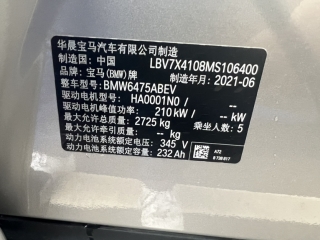 华晨宝马汽车有限公司制造
原产国：中国 LBV7X4108MS106400
品牌：宝马(BMW)牌 制造年月：2021-06
整车型号：BMW6475ABEV
驱动电机型号：HA0001N0 / --
驱动电机峰值功率：210 kW / -- kW
最大允许总质量：2725 kg 乘坐人数：5
最大允许牵引质量：-- kg
动力电池系统额定电压：345 V
动力电池系统额定容量：232 Ah
A72